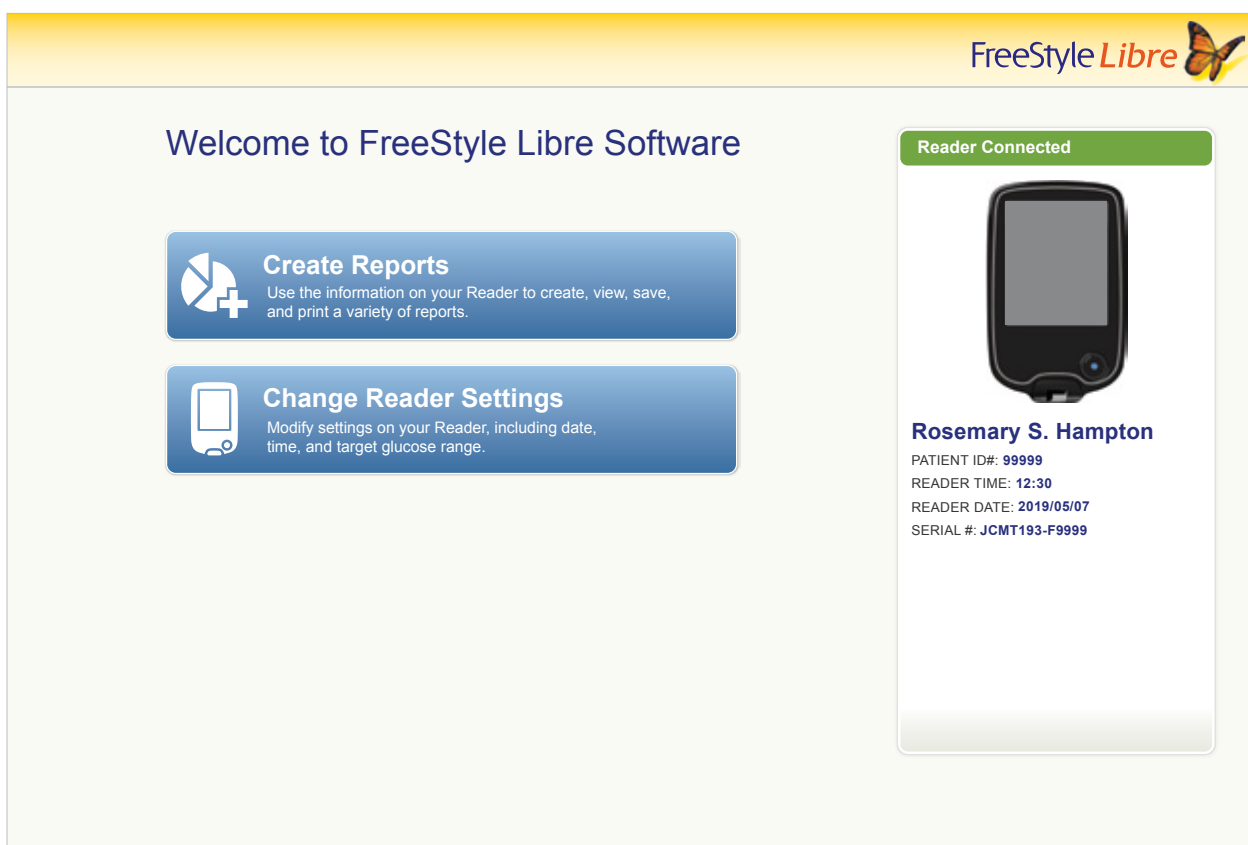 FreeStyle Libre
Welcome to FreeStyle Libre Software
Create Reports
Use the information on your Reader to create, view, save,
and print a variety of reports.
Change Reader Settings
Modify settings on your Reader, including date,
time, and target glucose range.
Reader Connected
Rosemary S. Hampton
PATIENT ID#: 99999
READER TIME: 12:30
READER DATE: 2019/05/07
SERIAL #: JCMT193-F9999